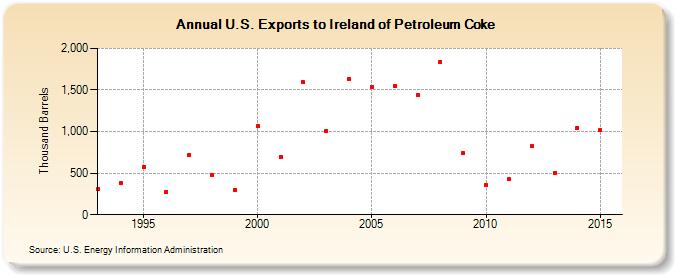 Annual U.S. Exports to Ireland of Petroleum Coke
Thousand Barrels
2,000
1,500
1,000
500
0
1995 2000 2005 2010 2015
Source: U.S. Energy Information Administration